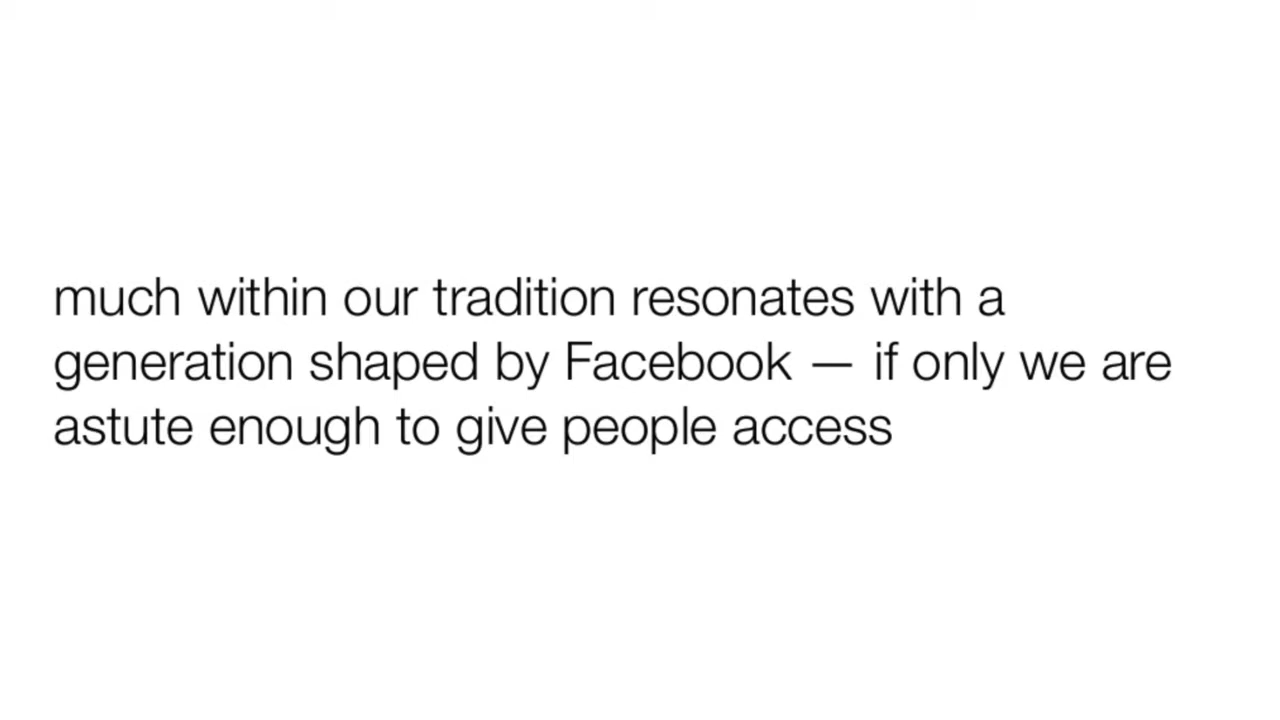 much within our tradition resonates with a
generation shaped by Facebook — if only we are
astute enough to give people access